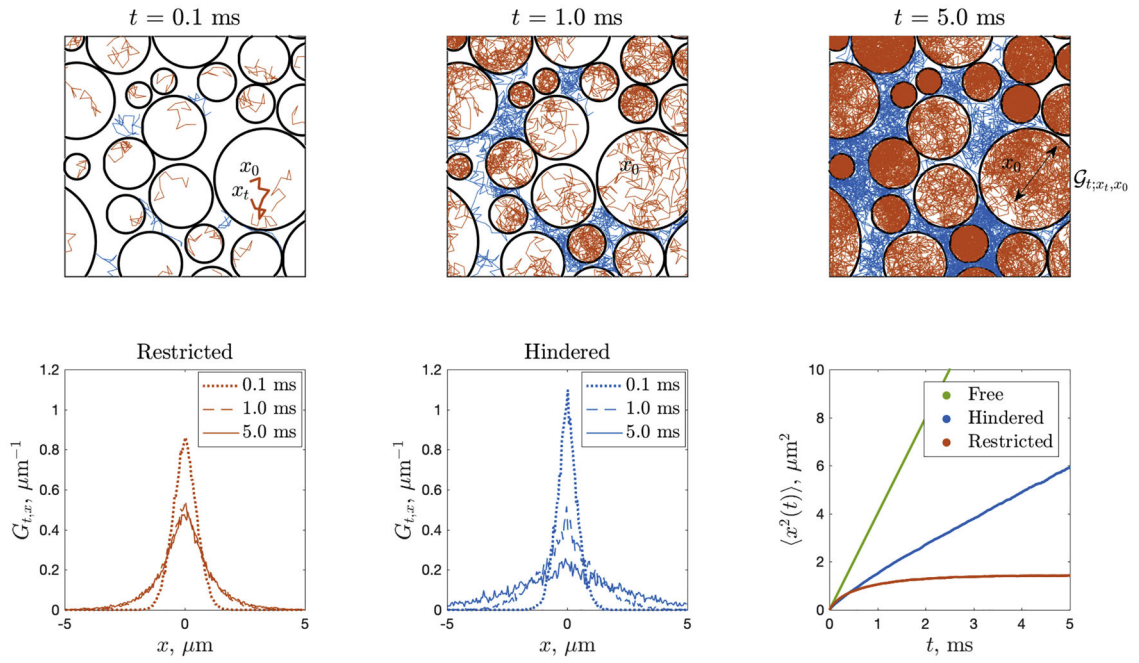 t = 0.1 ms
t = 1.0 ms
t = 5.0 ms
x₀
xₜ
x₀
x₀
𝒢ₜ;ₓₜ,ₓ₀
Restricted
1.2
1
0.8
0.6
0.4
0.2
0
-5
0
5
Gₜ,ₓ, μm⁻¹
x, μm
0.1 ms
1.0 ms
5.0 ms
Hindered
1.2
1
0.8
0.6
0.4
0.2
0
-5
0
5
Gₜ,ₓ, μm⁻¹
x, μm
0.1 ms
1.0 ms
5.0 ms
10
8
6
4
2
0
0
1
2
3
4
5
⟨x²(t)⟩, μm²
t, ms
Free
Hindered
Restricted